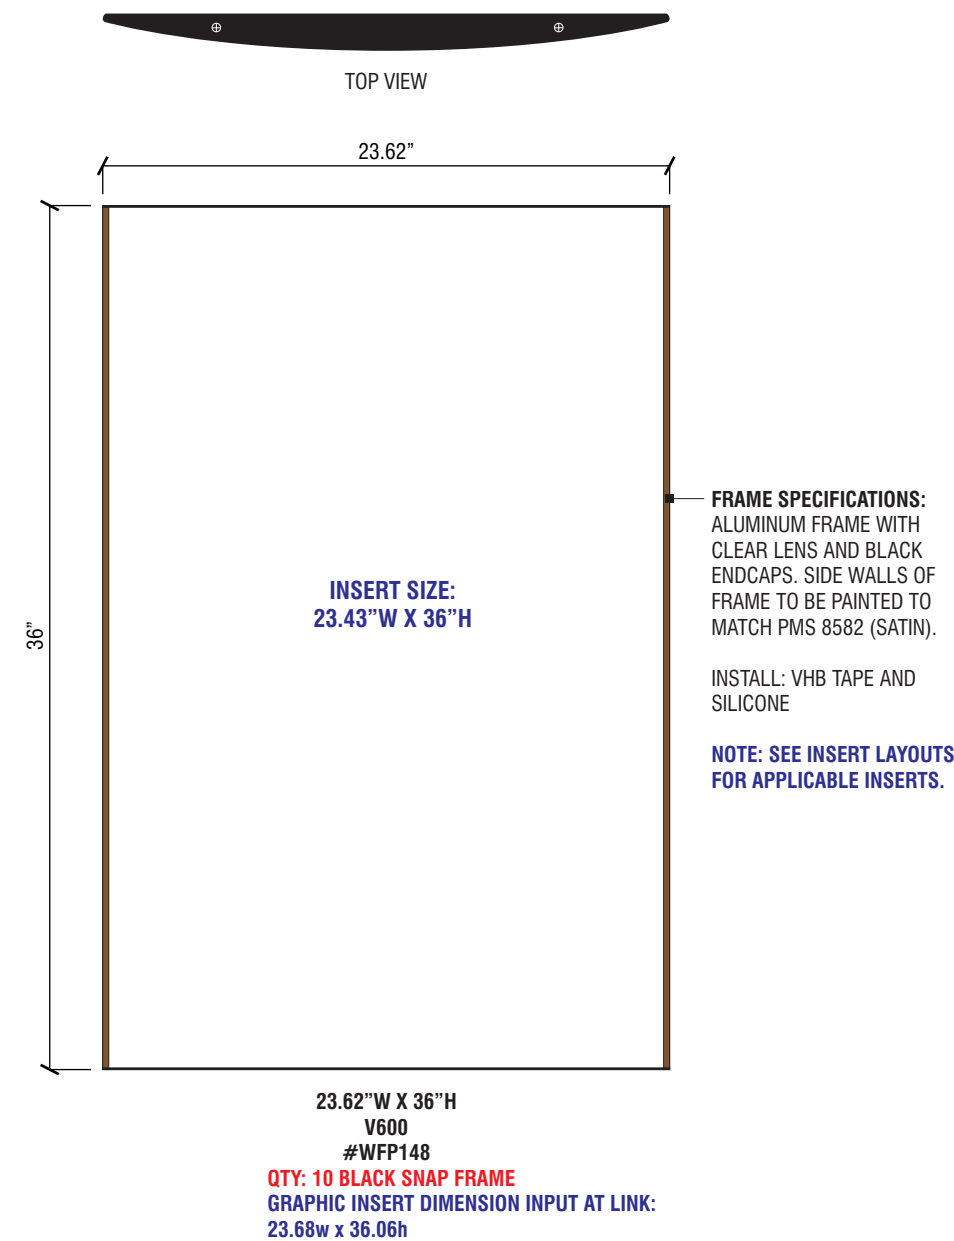 TOP VIEW
23.62”
36”
INSERT SIZE:
23.43”W X 36”H
FRAME SPECIFICATIONS:
ALUMINUM FRAME WITH
CLEAR LENS AND BLACK
ENDCAPS. SIDE WALLS OF
FRAME TO BE PAINTED TO
MATCH PMS 8582 (SATIN).
INSTALL: VHB TAPE AND
SILICONE
NOTE: SEE INSERT LAYOUTS
FOR APPLICABLE INSERTS.
23.62”W X 36”H
V600
#WFP148
QTY: 10 BLACK SNAP FRAME
GRAPHIC INSERT DIMENSION INPUT AT LINK:
23.68w x 36.06h